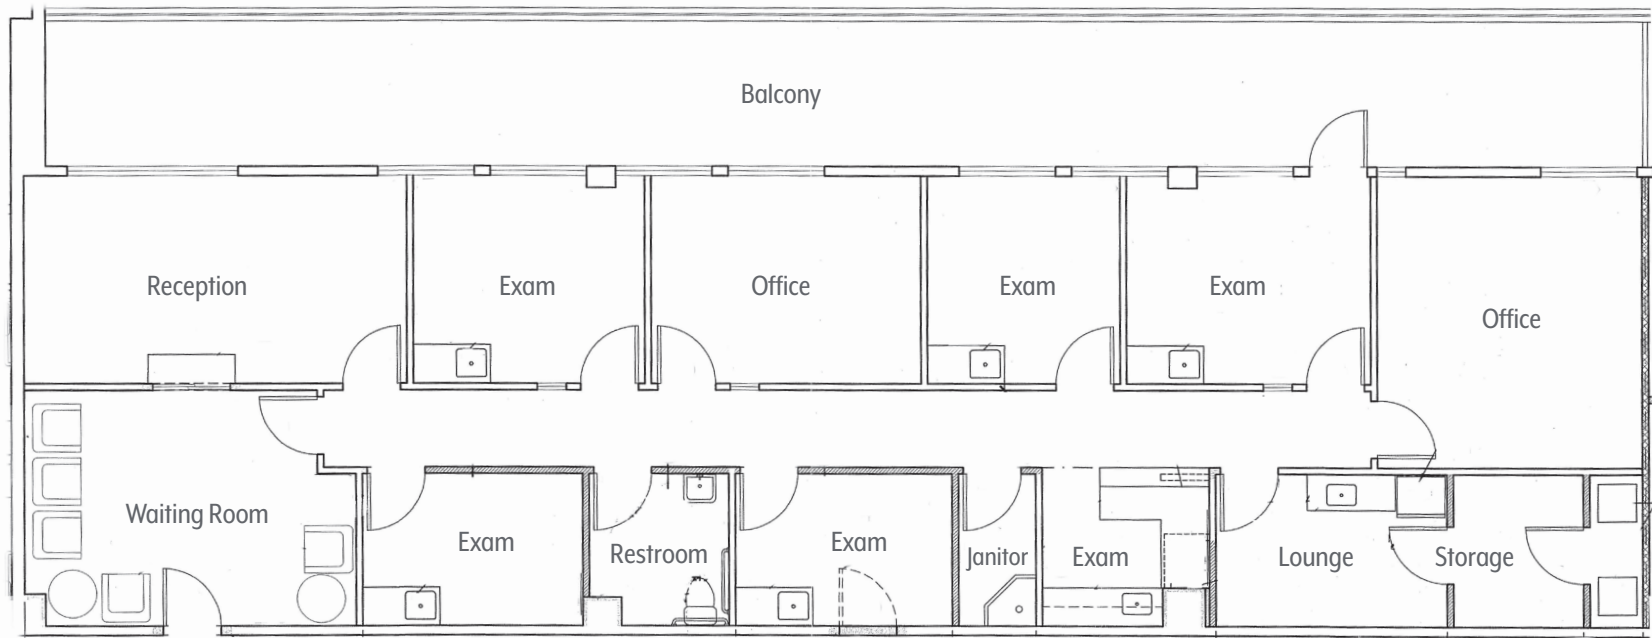 Balcony
Reception
Exam
Office
Exam
Exam
Office
Waiting Room
Exam
Restroom
Exam
Janitor
Exam
Lounge
Storage